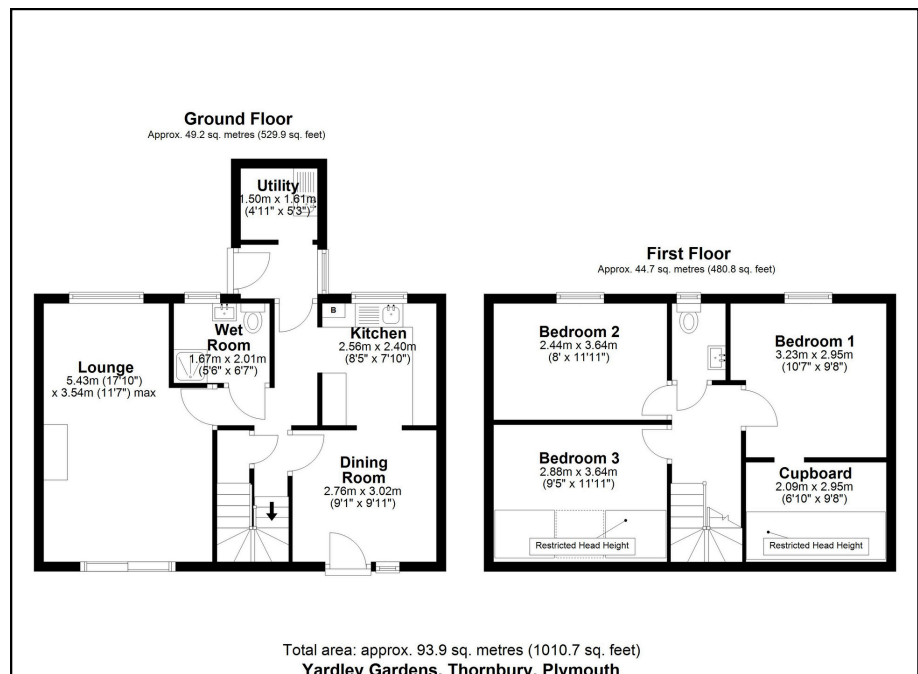 Ground Floor
Approx. 49.2 sq. metres (529.9 sq. feet)
Utility
1.50m x 1.61m
(4'11" x 5'3")
B
Kitchen
2.56m x 2.40m
(8'5" x 7'10")
Wet
Room
1.67m x 2.01m
(5'6" x 6'7")
Lounge
5.43m (17'10")
x 3.54m (11'7") max
Dining
Room
2.76m x 3.02m
(9'1" x 9'11")
First Floor
Approx. 44.7 sq. metres (480.8 sq. feet)
Bedroom 2
2.44m x 3.64m
(8' x 11'11")
Bedroom 1
3.23m x 2.95m
(10'7" x 9'8")
Bedroom 3
2.88m x 3.64m
(9'5" x 11'11")
Cupboard
2.09m x 2.95m
(6'10" x 9'8")
Restricted Head Height
Restricted Head Height
Total area: approx. 93.9 sq. metres (1010.7 sq. feet)
Yardley Gardens, Thornbury, Plymouth